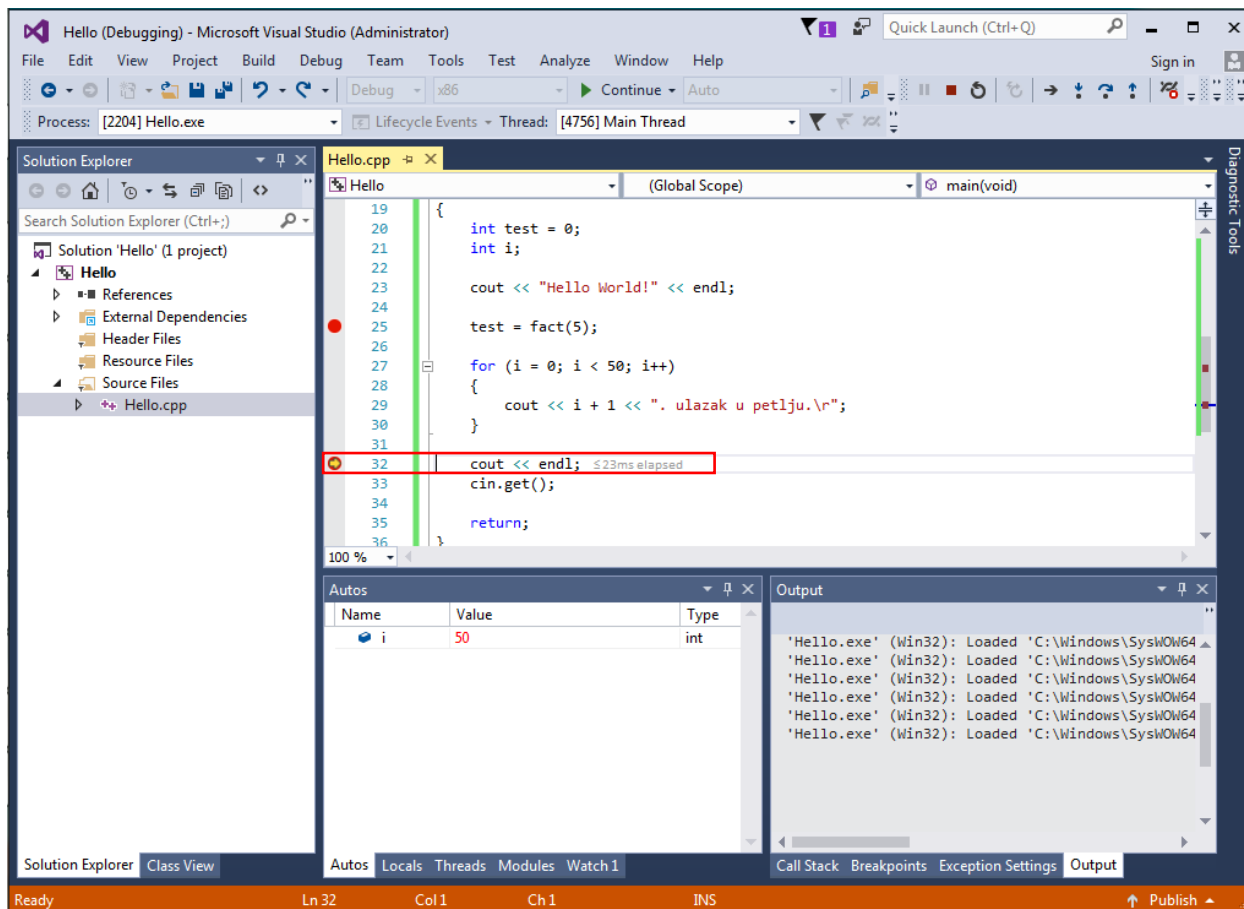 Hello (Debugging) - Microsoft Visual Studio (Administrator)
1
Quick Launch (Ctrl+Q)
File Edit View Project Build Debug Team Tools Test Analyze Window Help
Sign in
Debug x86 Continue Auto
Process: [2204] Hello.exe Lifecycle Events Thread: [4756] Main Thread
Solution Explorer
Search Solution Explorer (Ctrl+;)
Solution 'Hello' (1 project)
Hello
References
External Dependencies
Header Files
Resource Files
Source Files
Hello.cpp
Solution Explorer Class View
Hello.cpp
Hello (Global Scope) main(void)
19 {
20 int test = 0;
21 int i;
22
23 cout << "Hello World!" << endl;
24
25 test = fact(5);
26
27 for (i = 0; i < 50; i++)
28 {
29 cout << i + 1 << ". ulazak u petlju.\r";
30 }
31
32 cout << endl; ≤23ms elapsed
33 cin.get();
34
35 return;
36 }
100 %
Diagnostic Tools
Autos
Name Value Type
i 50 int
Autos Locals Threads Modules Watch 1
Output
'Hello.exe' (Win32): Loaded 'C:\Windows\SysWOW64
'Hello.exe' (Win32): Loaded 'C:\Windows\SysWOW64
'Hello.exe' (Win32): Loaded 'C:\Windows\SysWOW64
'Hello.exe' (Win32): Loaded 'C:\Windows\SysWOW64
'Hello.exe' (Win32): Loaded 'C:\Windows\SysWOW64
'Hello.exe' (Win32): Loaded 'C:\Windows\SysWOW64
Call Stack Breakpoints Exception Settings Output
Ready Ln 32 Col 1 Ch 1 INS Publish